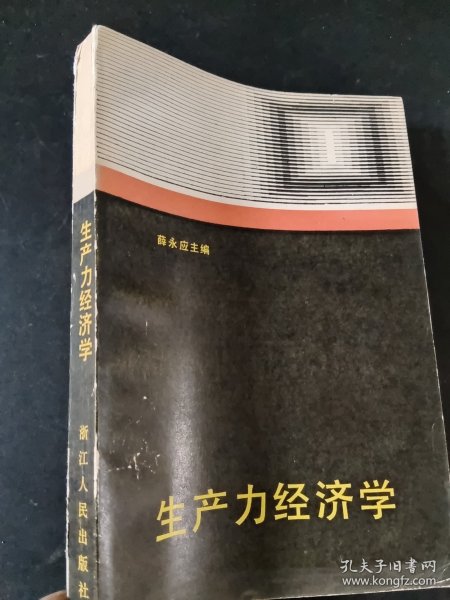 薛永应主编
生产力经济学
生产力经济学
浙江人民出版社
孔夫子旧书网
www.kongfz.com